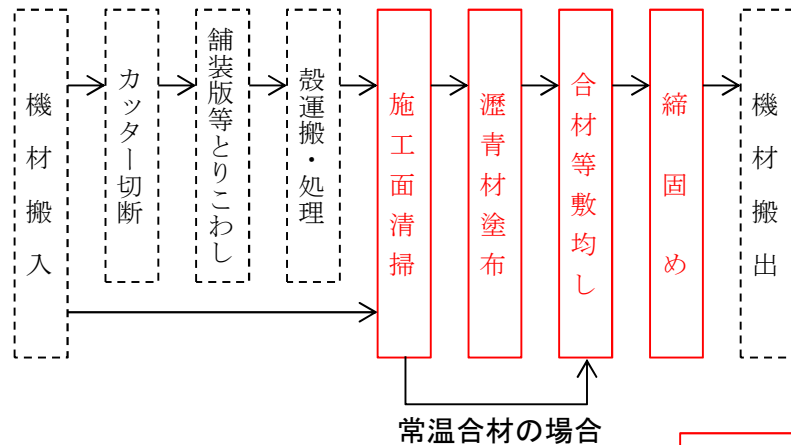 機材搬入
カッター切断
舗装版等とりこわし
殻運搬・処理
施工面清掃
瀝青材塗布
合材等敷均し
締固め
機材搬出
常温合材の場合